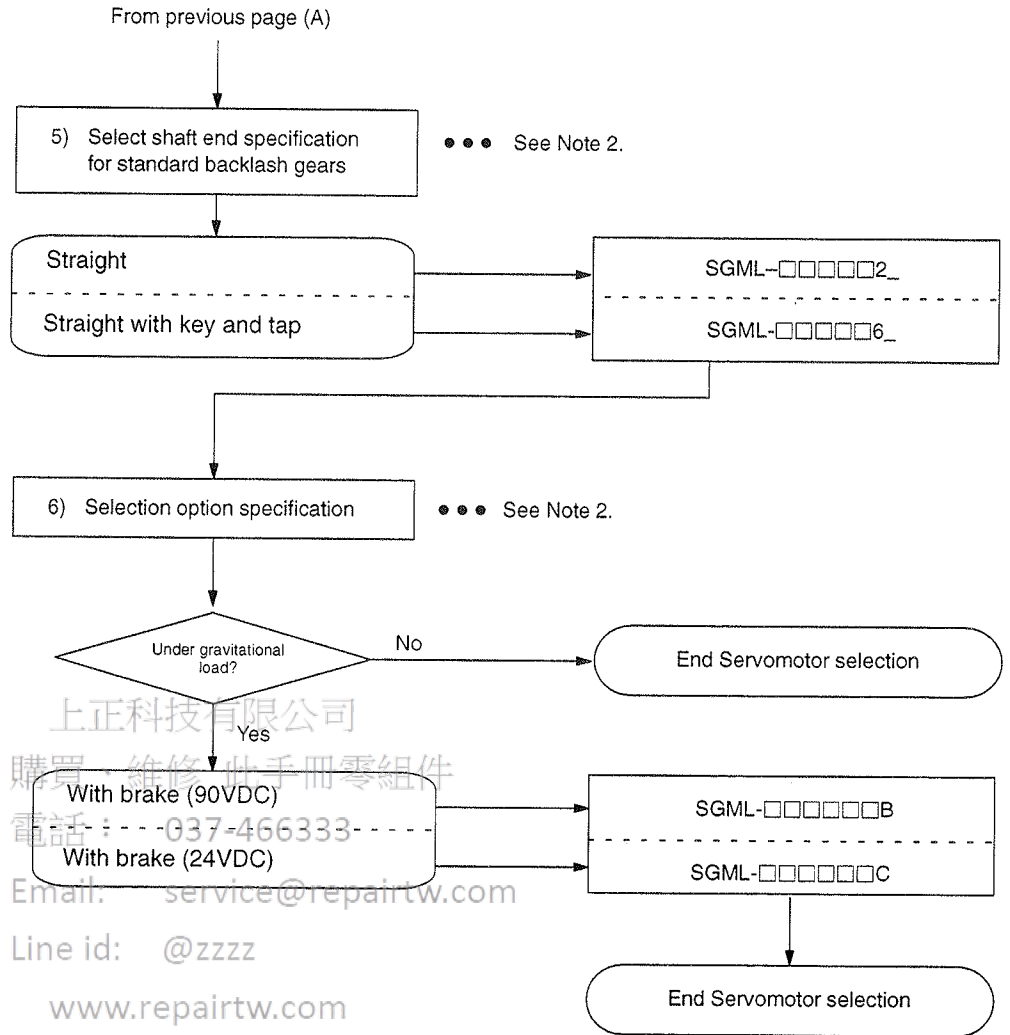 From previous page (A)
5) Select shaft end specification
for standard backlash gears
●●● See Note 2.
Straight
Straight with key and tap
SGML–□□□□□2_
SGML-□□□□□6_
6) Selection option specification
●●● See Note 2.
Under gravitational
load?
No
End Servomotor selection
Yes
上正科技有限公司
購買、維修 此手冊零組件
With brake (90VDC)
電話： 037-466333
With brake (24VDC)
SGML-□□□□□□B
SGML-□□□□□□C
Email: service@repairtw.com
Line id: @zzzz
www.repairtw.com
End Servomotor selection